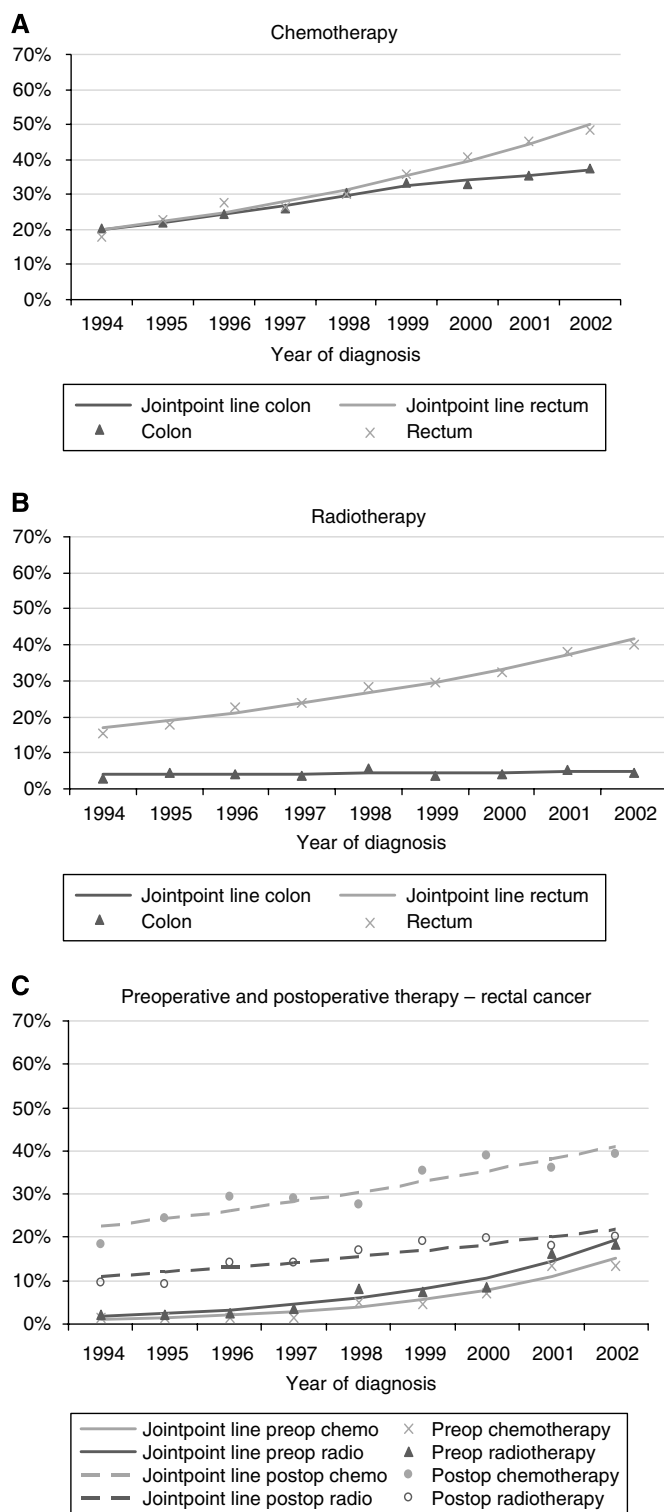 A
Chemotherapy
70%
60%
50%
40%
30%
20%
10%
0%
1994 1995 1996 1997 1998 1999 2000 2001 2002
Year of diagnosis
Jointpoint line colon Jointpoint line rectum
Colon Rectum
B
Radiotherapy
70%
60%
50%
40%
30%
20%
10%
0%
1994 1995 1996 1997 1998 1999 2000 2001 2002
Year of diagnosis
Jointpoint line colon Jointpoint line rectum
Colon Rectum
C
Preoperative and postoperative therapy – rectal cancer
70%
60%
50%
40%
30%
20%
10%
0%
1994 1995 1996 1997 1998 1999 2000 2001 2002
Year of diagnosis
Jointpoint line preop chemo Preop chemotherapy
Jointpoint line preop radio Preop radiotherapy
Jointpoint line postop chemo Postop chemotherapy
Jointpoint line postop radio Postop radiotherapy